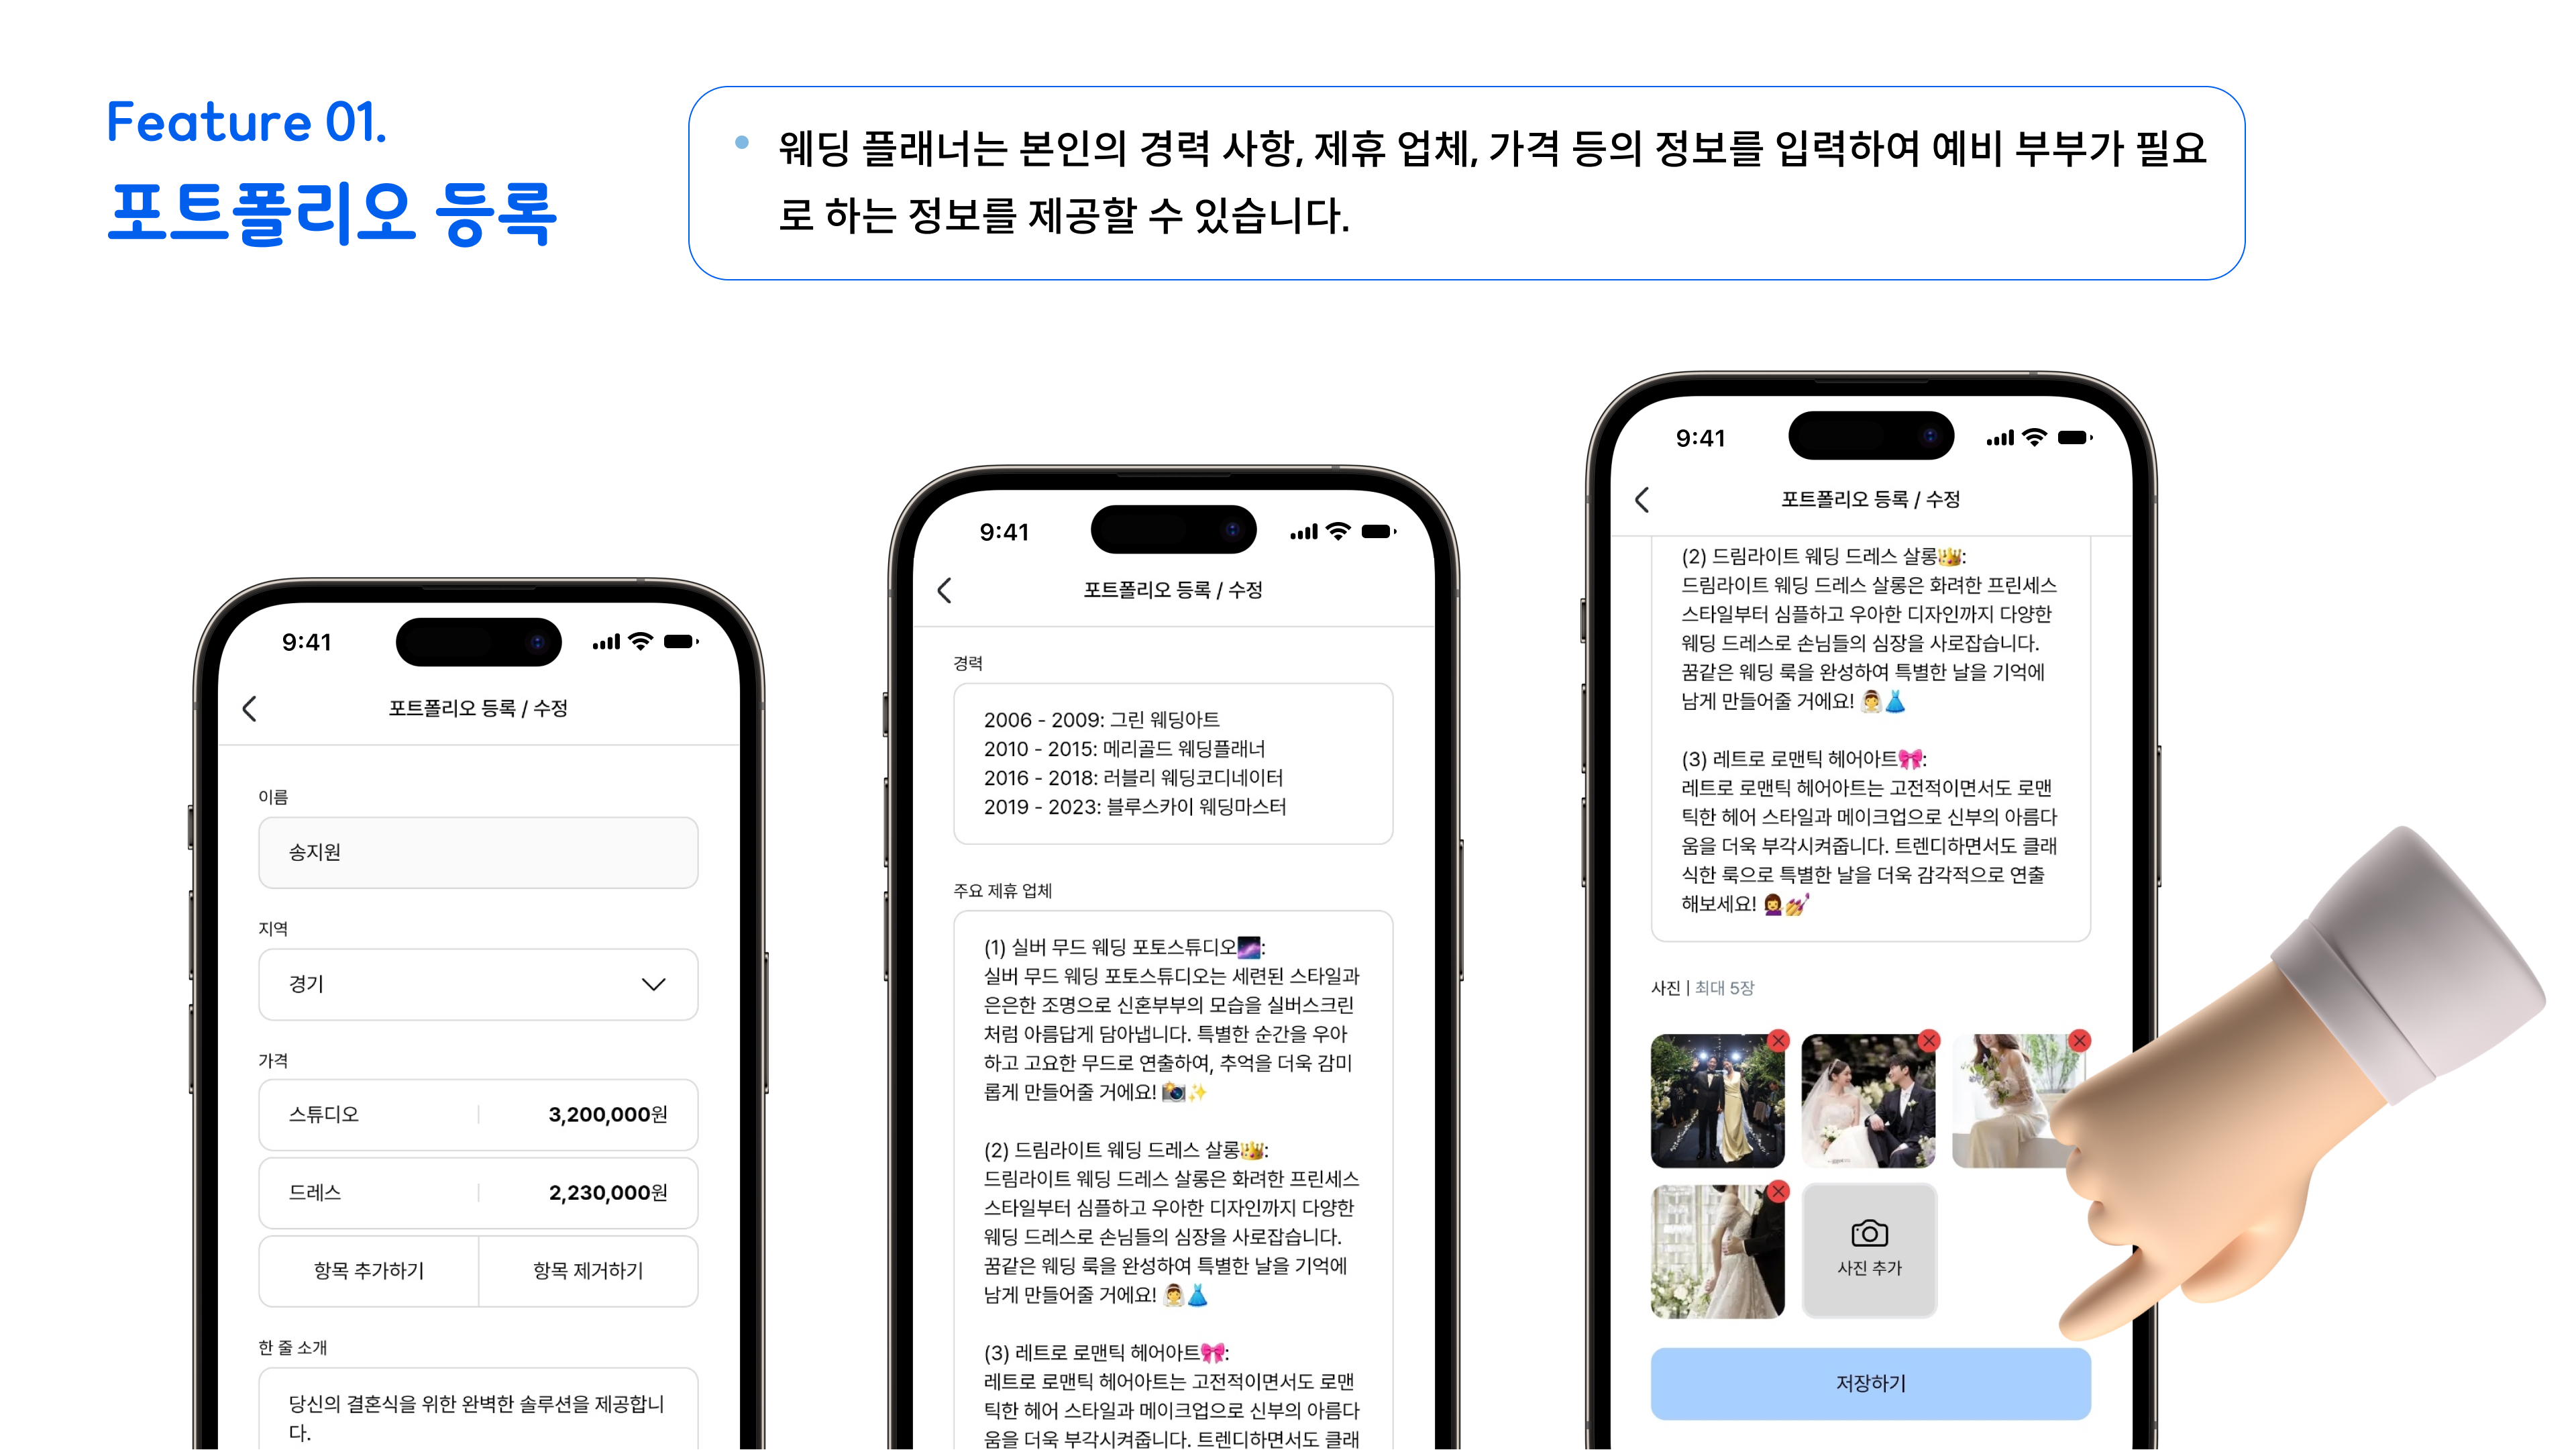 Feature 01.
포트폴리오 등록
• 웨딩 플래너는 본인의 경력 사항, 제휴 업체, 가격 등의 정보를 입력하여 예비 부부가 필요
로 하는 정보를 제공할 수 있습니다.
9:41
포트폴리오 등록 / 수정
이름
송지원
지역
경기
가격
스튜디오 | 3,200,000원
드레스 | 2,230,000원
항목 추가하기 항목 제거하기
한 줄 소개
당신의 결혼식을 위한 완벽한 솔루션을 제공합니
다.
9:41
포트폴리오 등록 / 수정
경력
2006 - 2009: 그린 웨딩아트
2010 - 2015: 메리골드 웨딩플래너
2016 - 2018: 러블리 웨딩코디네이터
2019 - 2023: 블루스카이 웨딩마스터
주요 제휴 업체
(1) 실버 무드 웨딩 포토스튜디오🌌:
실버 무드 웨딩 포토스튜디오는 세련된 스타일과
은은한 조명으로 신혼부부의 모습을 실버스크린
처럼 아름답게 담아냅니다. 특별한 순간을 우아
하고 고요한 무드로 연출하여, 추억을 더욱 감미
롭게 만들어줄 거에요! 📸✨
(2) 드림라이트 웨딩 드레스 살롱👑:
드림라이트 웨딩 드레스 살롱은 화려한 프린세스
스타일부터 심플하고 우아한 디자인까지 다양한
웨딩 드레스로 손님들의 심장을 사로잡습니다.
꿈같은 웨딩 룩을 완성하여 특별한 날을 기억에
남게 만들어줄 거에요! 👰👗
(3) 레트로 로맨틱 헤어아트🎀:
레트로 로맨틱 헤어아트는 고전적이면서도 로맨
틱한 헤어 스타일과 메이크업으로 신부의 아름다
움을 더욱 부각시켜줍니다. 트렌디하면서도 클래
9:41
포트폴리오 등록 / 수정
(2) 드림라이트 웨딩 드레스 살롱👑:
드림라이트 웨딩 드레스 살롱은 화려한 프린세스
스타일부터 심플하고 우아한 디자인까지 다양한
웨딩 드레스로 손님들의 심장을 사로잡습니다.
꿈같은 웨딩 룩을 완성하여 특별한 날을 기억에
남게 만들어줄 거에요! 👰👗
(3) 레트로 로맨틱 헤어아트🎀:
레트로 로맨틱 헤어아트는 고전적이면서도 로맨
틱한 헤어 스타일과 메이크업으로 신부의 아름다
움을 더욱 부각시켜줍니다. 트렌디하면서도 클래
식한 룩으로 특별한 날을 더욱 감각적으로 연출
해보세요! 💇‍♀️💅
사진 | 최대 5장
사진 추가
저장하기